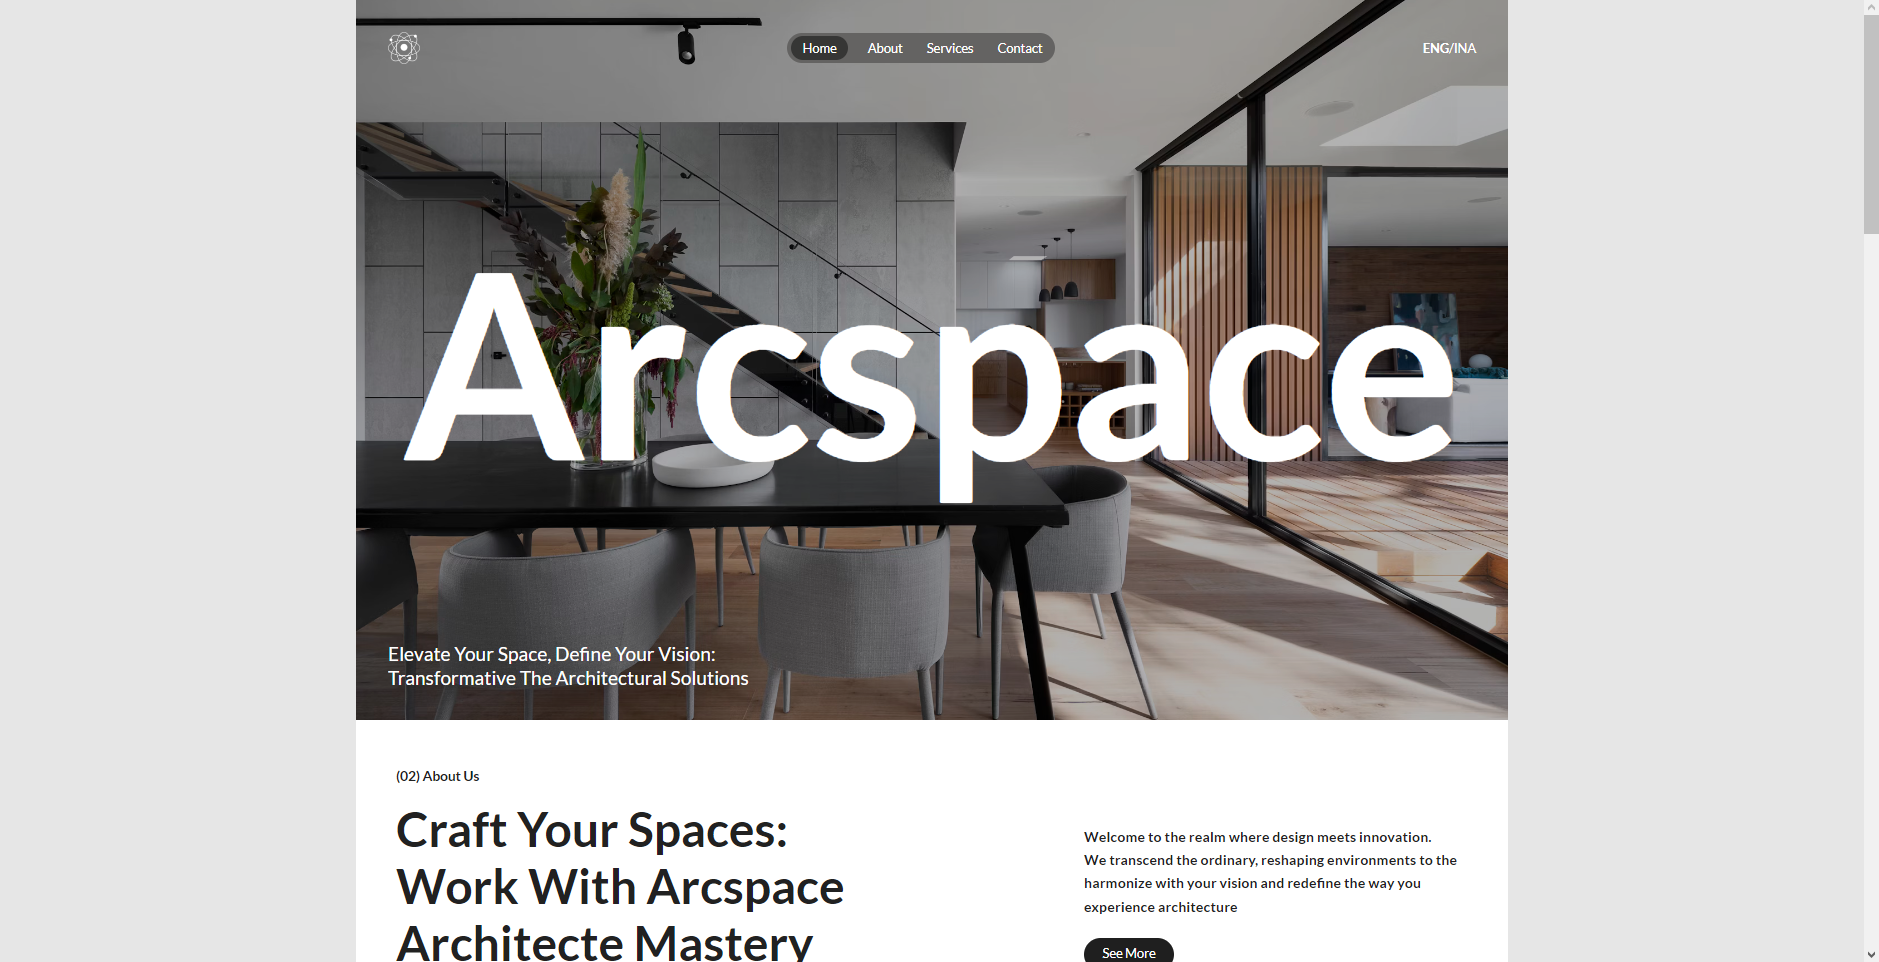 Home About Services Contact
ENG/INA
Arcspace
Elevate Your Space, Define Your Vision:
Transformative The Architectural Solutions
(02) About Us
Craft Your Spaces:
Work With Arcspace
Architecte Mastery
Welcome to the realm where design meets innovation.
We transcend the ordinary, reshaping environments to the
harmonize with your vision and redefine the way you
experience architecture
See More